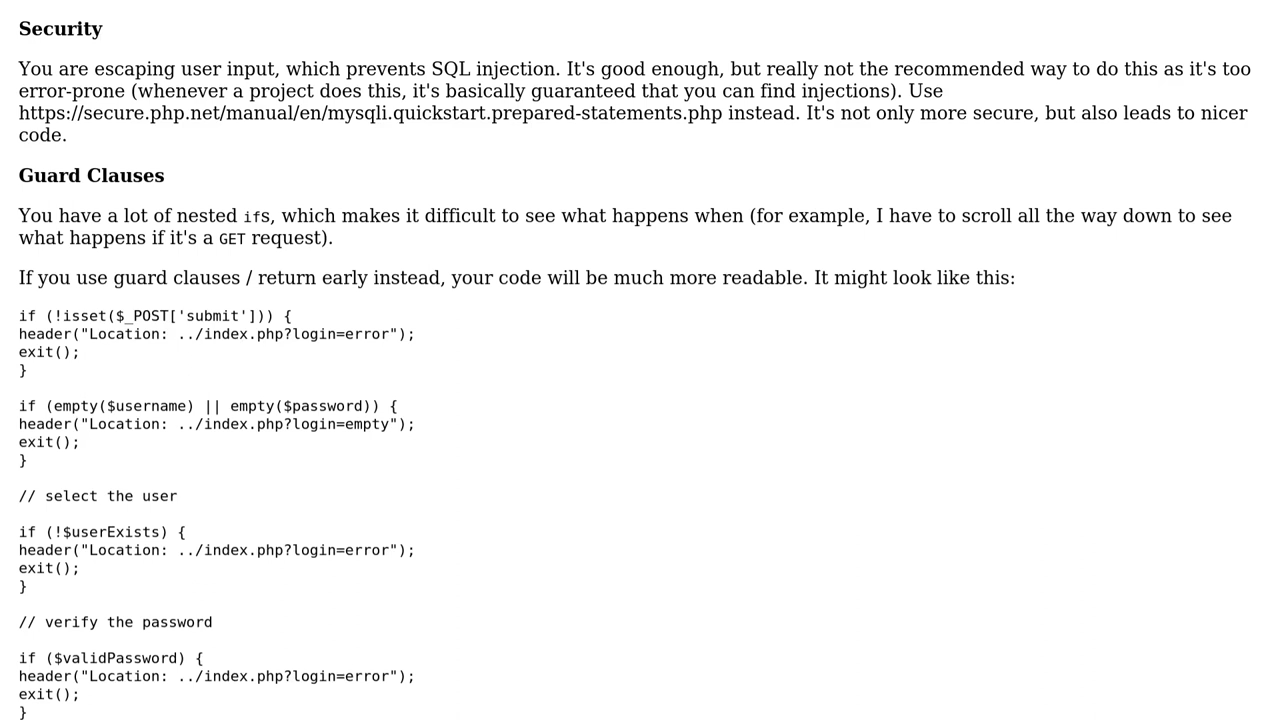 Security
You are escaping user input, which prevents SQL injection. It's good enough, but really not the recommended way to do this as it's too
error-prone (whenever a project does this, it's basically guaranteed that you can find injections). Use
https://secure.php.net/manual/en/mysqli.quickstart.prepared-statements.php instead. It's not only more secure, but also leads to nicer
code.
Guard Clauses
You have a lot of nested ifs, which makes it difficult to see what happens when (for example, I have to scroll all the way down to see
what happens if it's a GET request).
If you use guard clauses / return early instead, your code will be much more readable. It might look like this:
if (!isset($_POST['submit'])) {
header("Location: ../index.php?login=error");
exit();
}
if (empty($username) || empty($password)) {
header("Location: ../index.php?login=empty");
exit();
}
// select the user
if (!$userExists) {
header("Location: ../index.php?login=error");
exit();
}
// verify the password
if ($validPassword) {
header("Location: ../index.php?login=error");
exit();
}